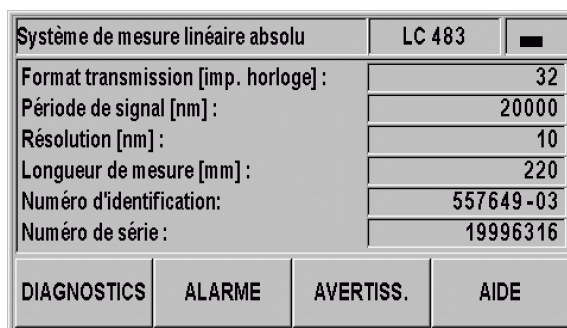 Système de mesure linéaire absolu LC 483
Format transmission [imp. horloge] : 32
Période de signal [nm] : 20000
Résolution [nm] : 10
Longueur de mesure [mm] : 220
Numéro d'identification: 557649-03
Numéro de série : 19996316
DIAGNOSTICS ALARME AVERTISS. AIDE